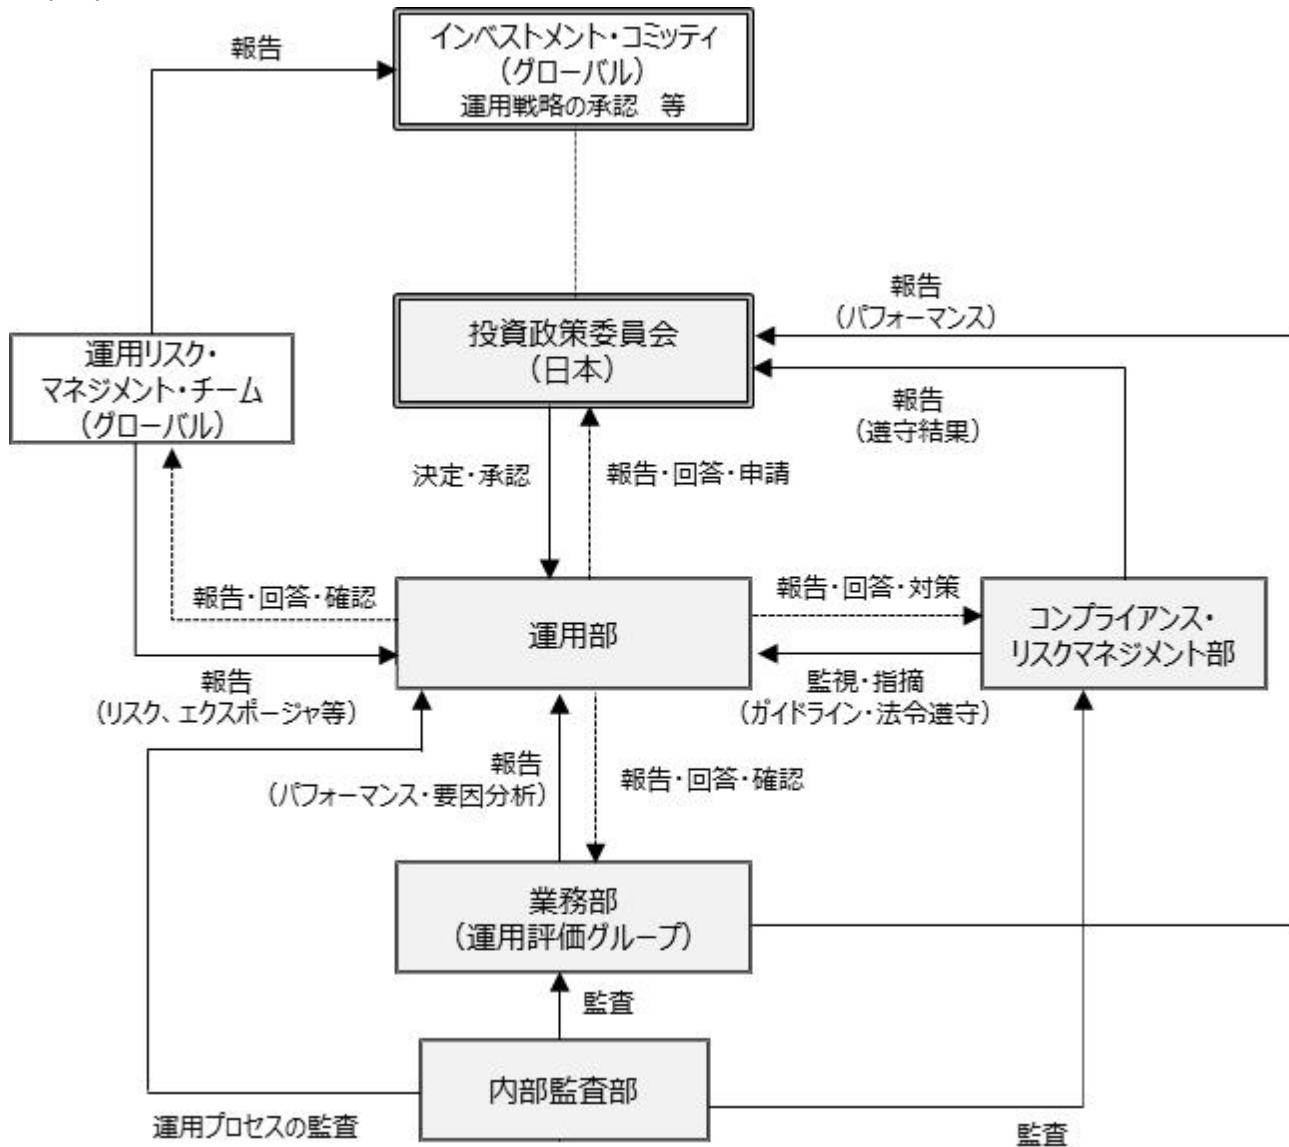 インベストメント・コミッティ
（グローバル）
運用戦略の承認　等
報告
報告
（パフォーマンス）
投資政策委員会
（日本）
運用リスク・
マネジメント・チーム
（グローバル）
報告
（遵守結果）
決定・承認
報告・回答・申請
報告・回答・確認
報告・回答・対策
運用部
コンプライアンス・
リスクマネジメント部
報告
（リスク、エクスポージャ等）
監視・指摘
（ガイドライン・法令遵守）
報告
（パフォーマンス・要因分析）
報告・回答・確認
業務部
（運用評価グループ）
監査
内部監査部
運用プロセスの監査
監査